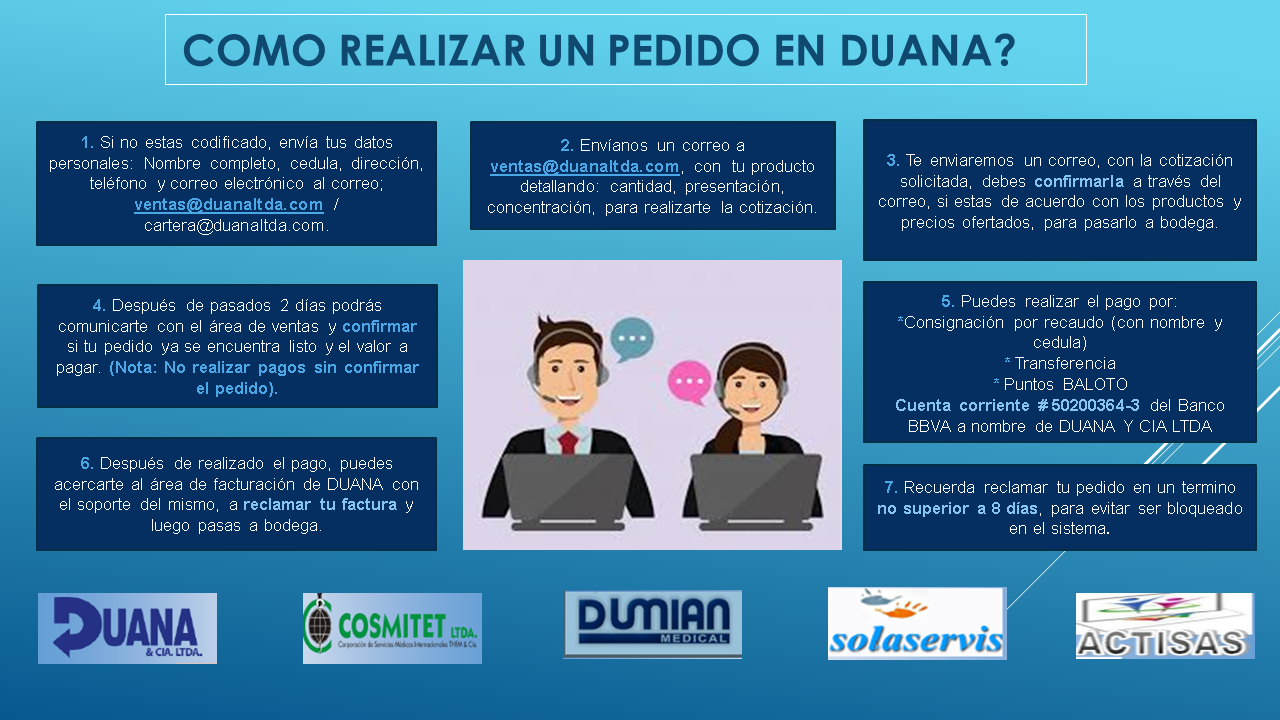 COMO REALIZAR UN PEDIDO EN DUANA?
1. Si no estas codificado, envía tus datos
personales: Nombre completo, cedula, dirección,
teléfono y correo electrónico al correo;
ventas@duanaltda.com /
cartera@duanaltda.com.
2. Envíanos un correo a
ventas@duanaltda.com, con tu producto
detallando: cantidad, presentación,
concentración, para realizarte la cotización.
3. Te enviaremos un correo, con la cotización
solicitada, debes confirmarla a través del
correo, si estas de acuerdo con los productos y
precios ofertados, para pasarlo a bodega.
4. Después de pasados 2 días podrás
comunicarte con el área de ventas y confirmar
si tu pedido ya se encuentra listo y el valor a
pagar. (Nota: No realizar pagos sin confirmar
el pedido).
5. Puedes realizar el pago por:
*Consignación por recaudo (con nombre y
cedula)
* Transferencia
* Puntos BALOTO
Cuenta corriente #50200364-3 del Banco
BBVA a nombre de DUANA Y CIA LTDA
6. Después de realizado el pago, puedes
acercarte al área de facturación de DUANA con
el soporte del mismo, a reclamar tu factura y
luego pasas a bodega.
7. Recuerda reclamar tu pedido en un termino
no superior a 8 días, para evitar ser bloqueado
en el sistema.
DUANA
& CIA. LTDA.
COSMITET LTDA.
Corporación de Servicios Médicos Internacionales THEM & Cia.
DUMIAN
MEDICAL
solaservis
ACTISAS